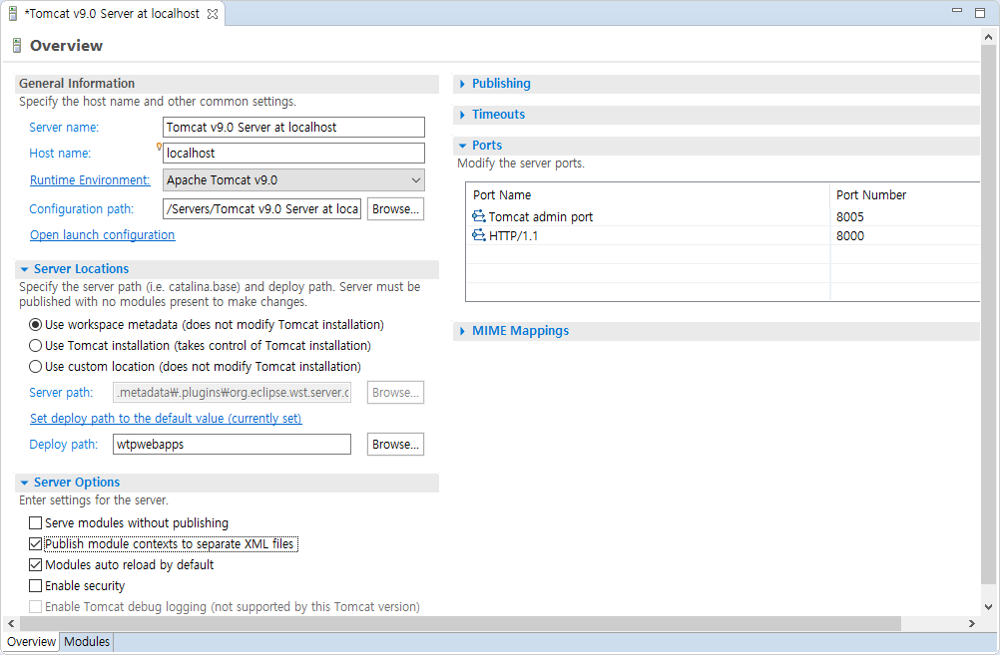 *Tomcat v9.0 Server at localhost
Overview
General Information
Specify the host name and other common settings.
Server name:
Tomcat v9.0 Server at localhost
Host name:
localhost
Runtime Environment:
Apache Tomcat v9.0
Configuration path:
/Servers/Tomcat v9.0 Server at loca
Browse...
Open launch configuration
Server Locations
Specify the server path (i.e. catalina.base) and deploy path. Server must be
published with no modules present to make changes.
Use workspace metadata (does not modify Tomcat installation)
Use Tomcat installation (takes control of Tomcat installation)
Use custom location (does not modify Tomcat installation)
Server path:
.metadata₩.plugins₩org.eclipse.wst.server.c
Browse...
Set deploy path to the default value (currently set)
Deploy path:
wtpwebapps
Browse...
Server Options
Enter settings for the server.
Serve modules without publishing
Publish module contexts to separate XML files
Modules auto reload by default
Enable security
Enable Tomcat debug logging (not supported by this Tomcat version)
Publishing
Timeouts
Ports
Modify the server ports.
Port Name Port Number
Tomcat admin port 8005
HTTP/1.1 8000
MIME Mappings
Overview Modules